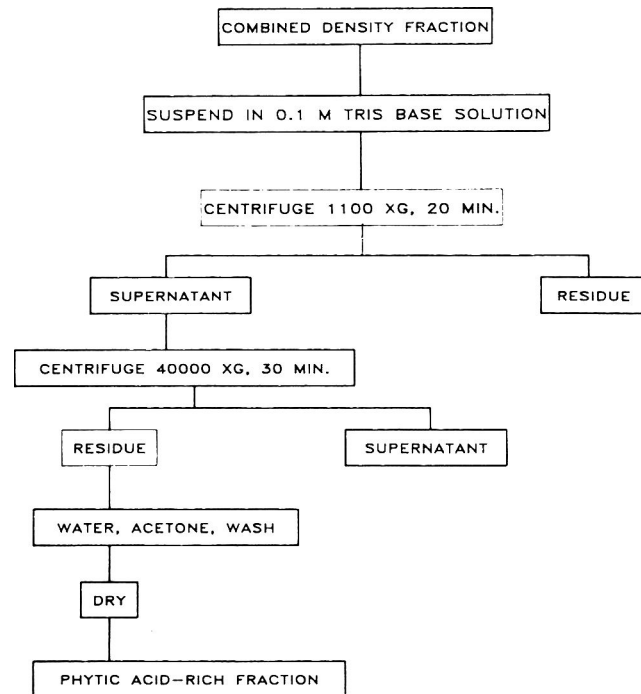 COMBINED DENSITY FRACTION
SUSPEND IN 0.1 M TRIS BASE SOLUTION
CENTRIFUGE 1100 XG, 20 MIN.
SUPERNATANT
RESIDUE
CENTRIFUGE 40000 XG, 30 MIN.
RESIDUE
SUPERNATANT
WATER, ACETONE, WASH
DRY
PHYTIC ACID-RICH FRACTION